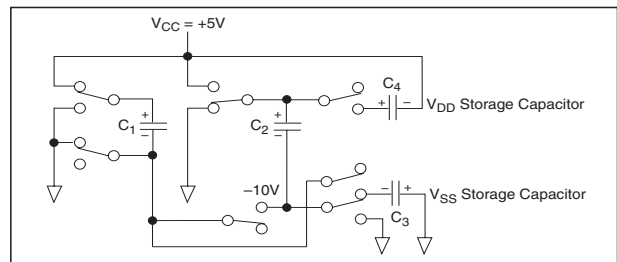 V_CC = +5V
C_4
+ −
V_DD Storage Capacitor
+
C_1
−
+
C_2
−
−10V
− +
V_SS Storage Capacitor
C_3